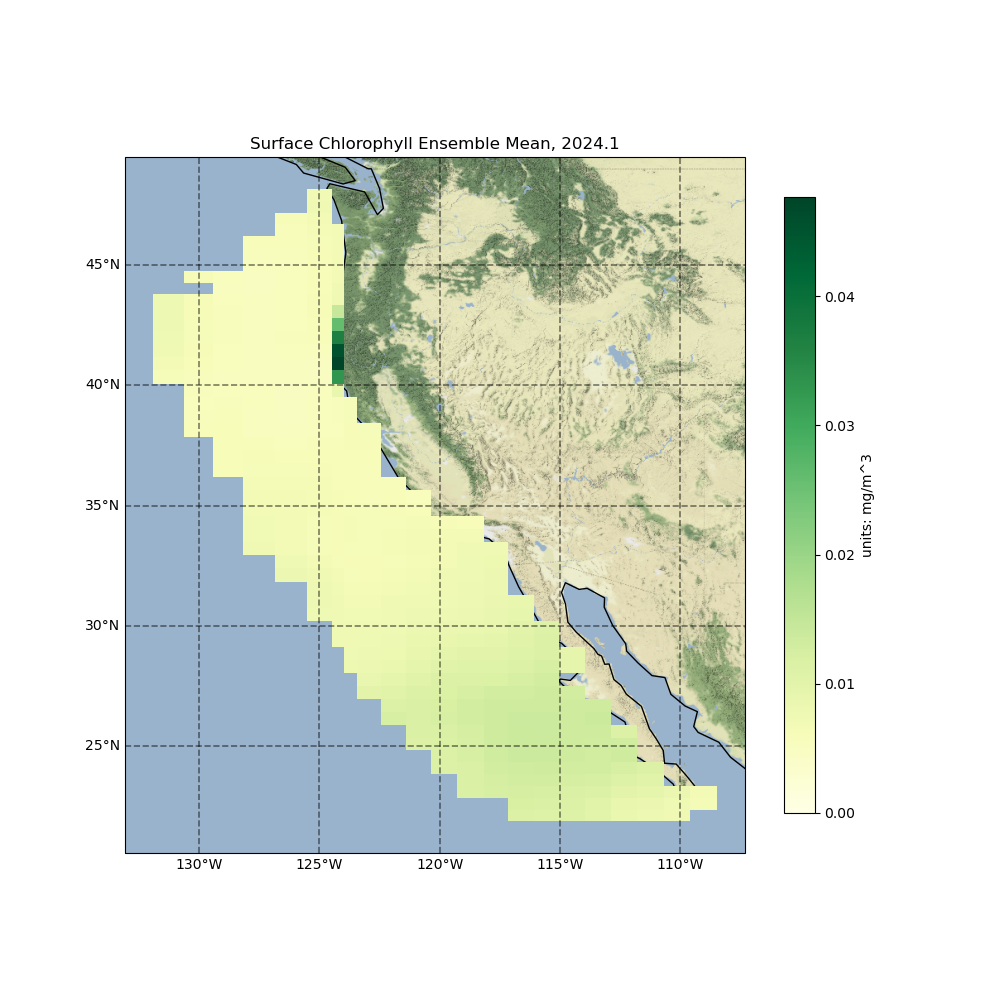 Surface Chlorophyll Ensemble Mean, 2024.1
45°N
40°N
35°N
30°N
25°N
130°W
125°W
120°W
115°W
110°W
0.04
0.03
0.02
0.01
0.00
units: mg/m^3